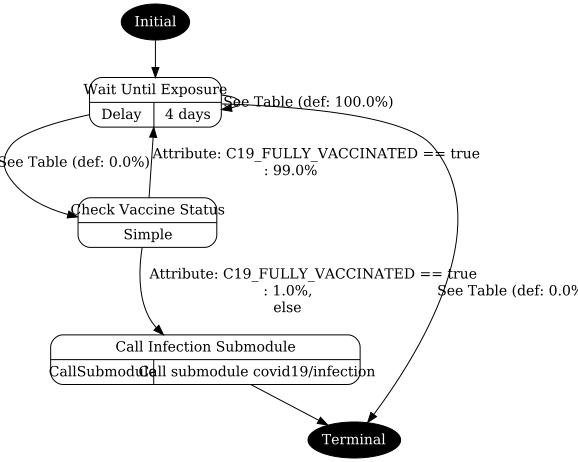 Initial
Wait Until Exposure
See Table (def: 100.0%)
Delay
4 days
Attribute: C19_FULLY_VACCINATED == true
: 99.0%
See Table (def: 0.0%)
Check Vaccine Status
Simple
Attribute: C19_FULLY_VACCINATED == true
: 1.0%,
else
See Table (def: 0.0%
Call Infection Submodule
CallSubmodule
Call submodule covid19/infection
Terminal